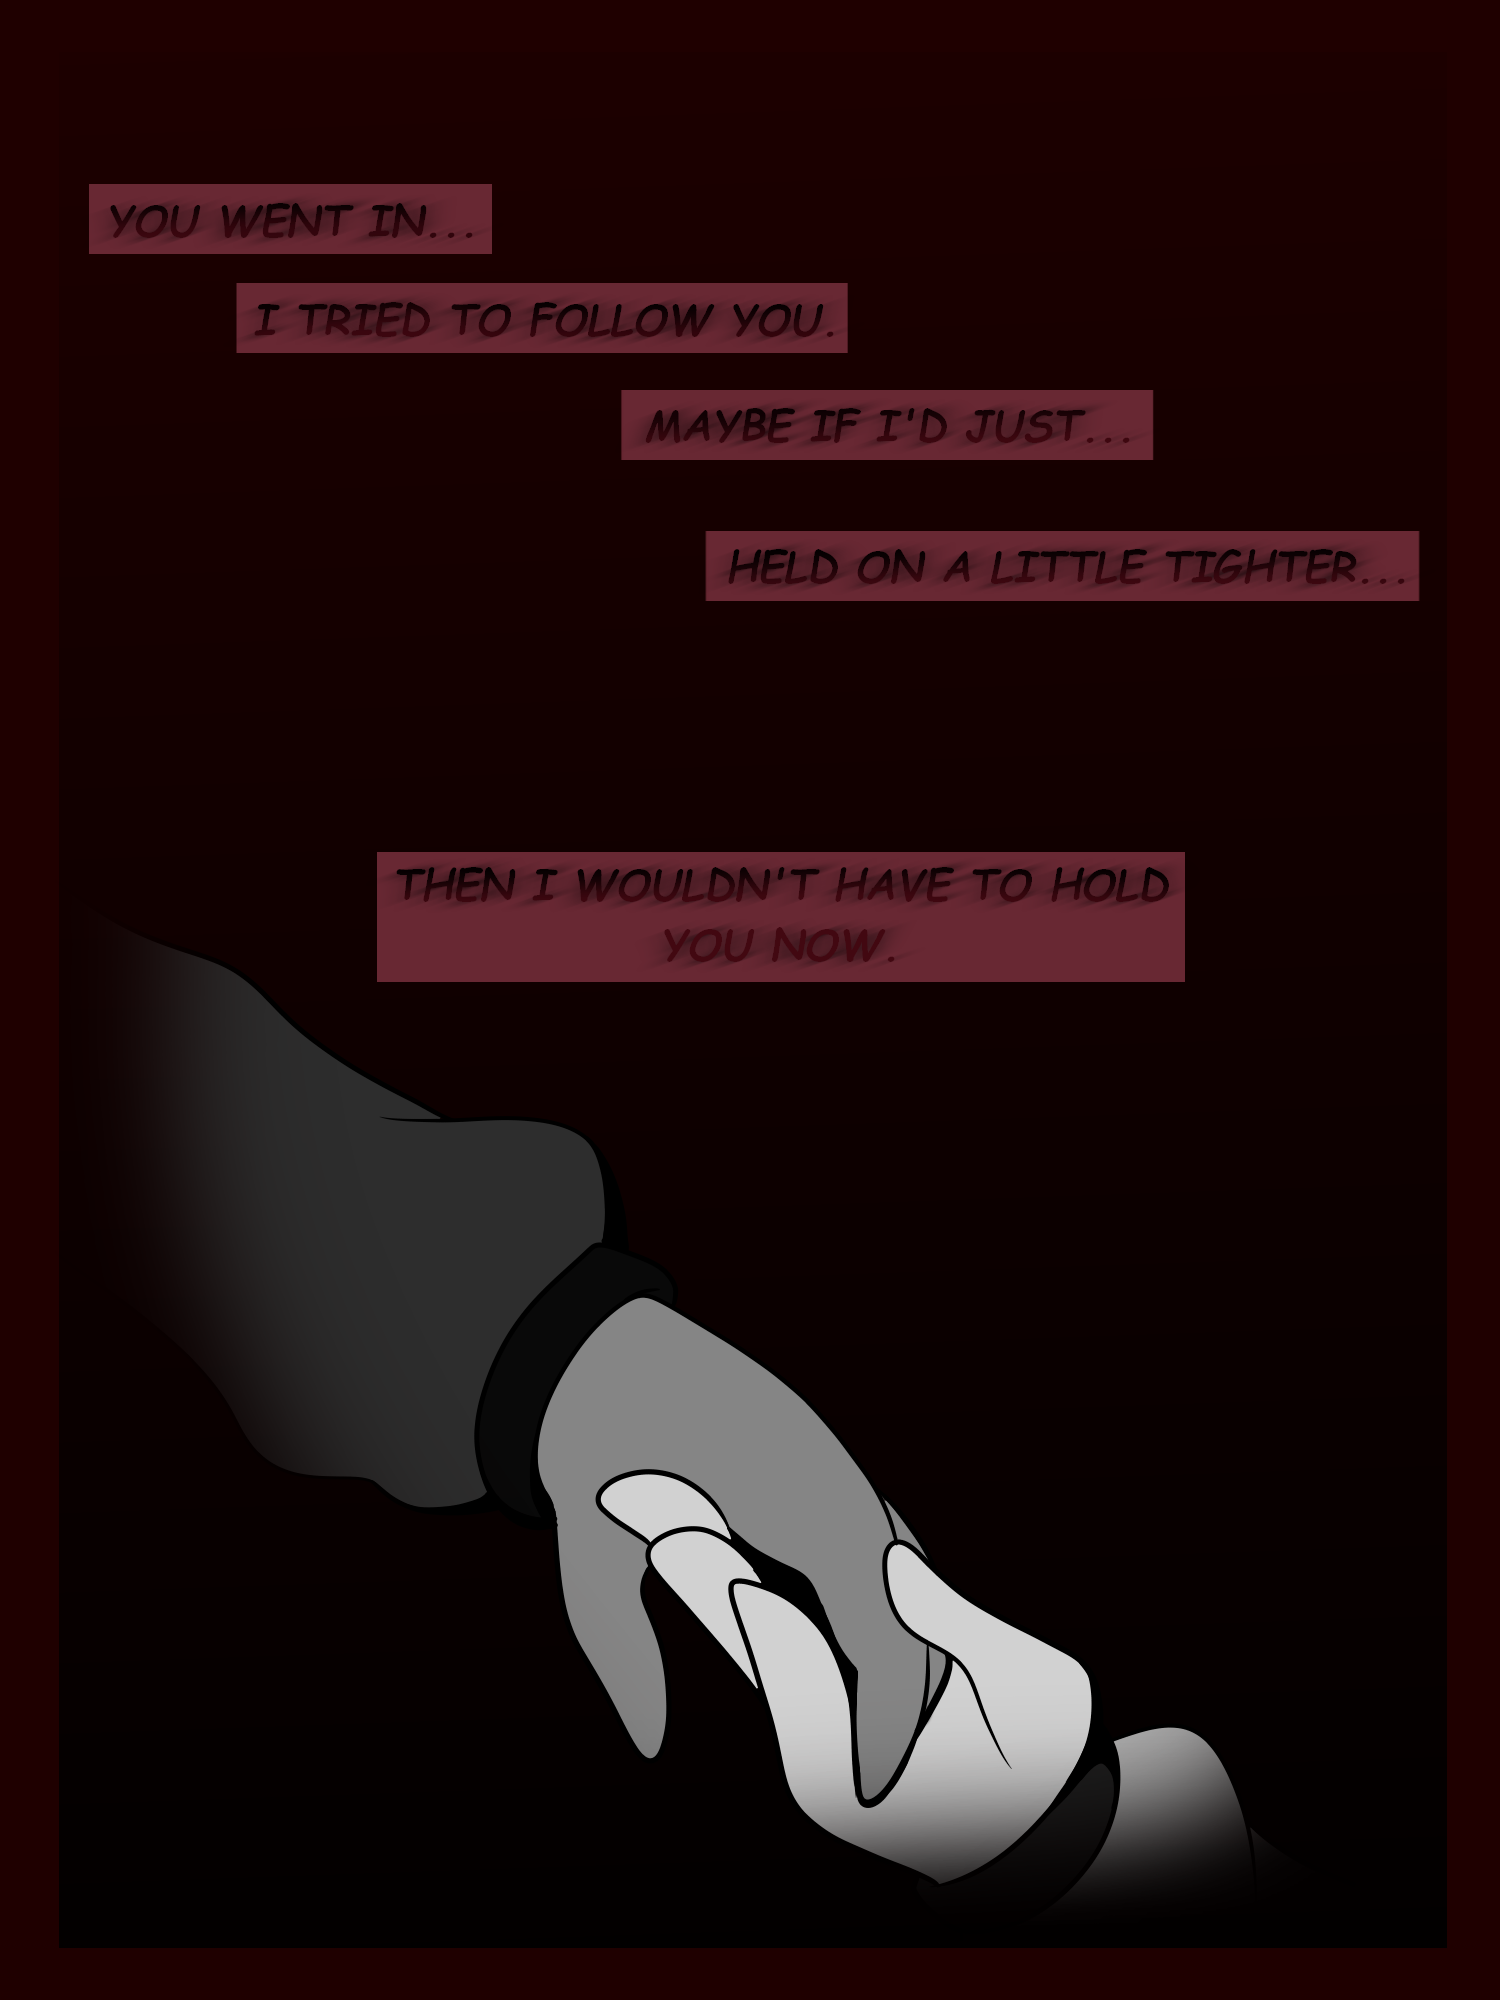 YOU WENT IN...
I TRIED TO FOLLOW YOU.
MAYBE IF I'D JUST...
HELD ON A LITTLE TIGHTER...
THEN I WOULDN'T HAVE TO HOLD
YOU NOW.